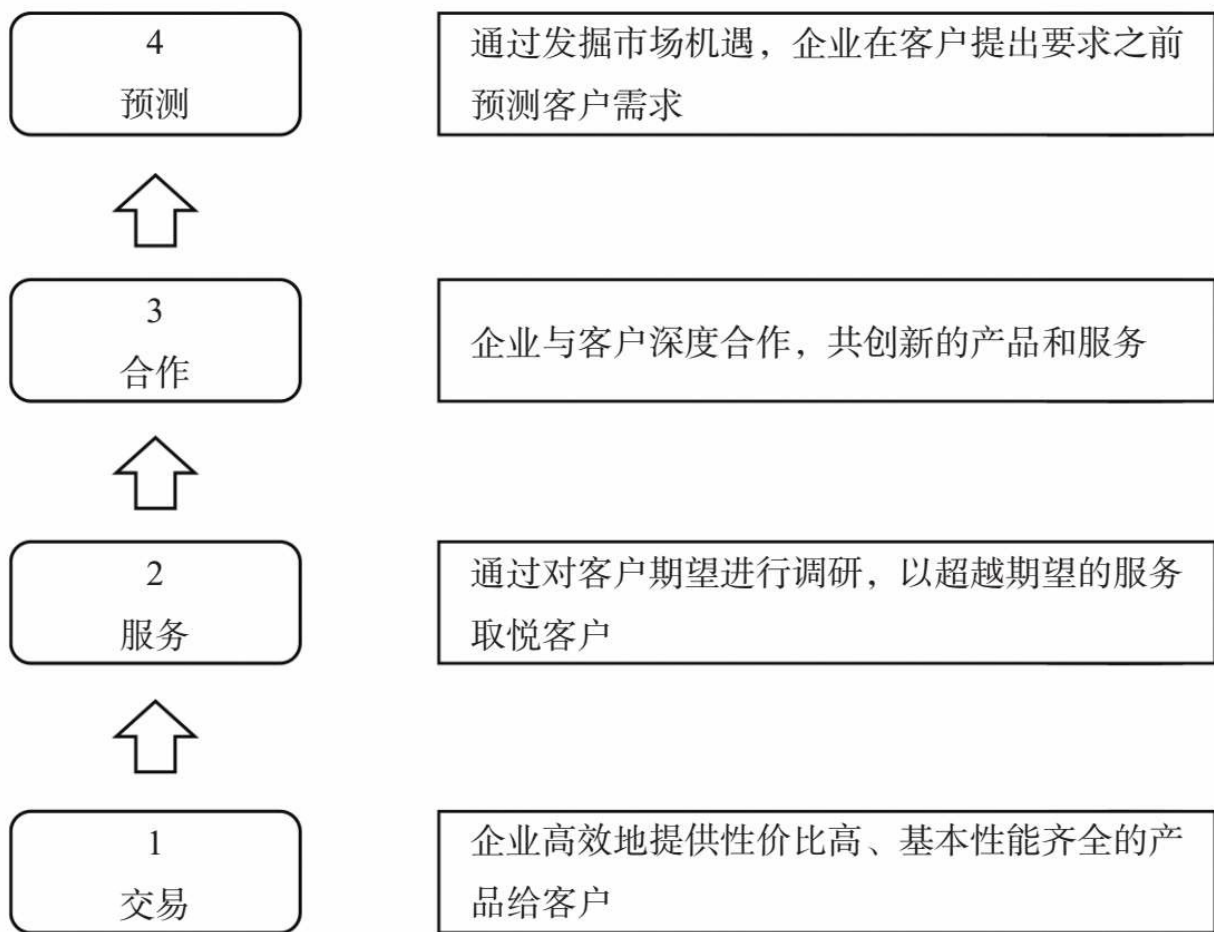 4
预测
通过发掘市场机遇，企业在客户提出要求之前
预测客户需求
3
合作
企业与客户深度合作，共创新的产品和服务
2
服务
通过对客户期望进行调研，以超越期望的服务
取悦客户
1
交易
企业高效地提供性价比高、基本性能齐全的产
品给客户